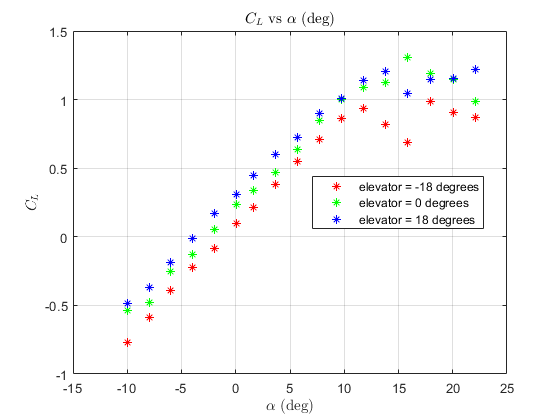 C_L vs α (deg)
1.5
1
0.5
0
-0.5
-1
C_L
elevator = -18 degrees
elevator = 0 degrees
elevator = 18 degrees
-15 -10 -5 0 5 10 15 20 25
α (deg)